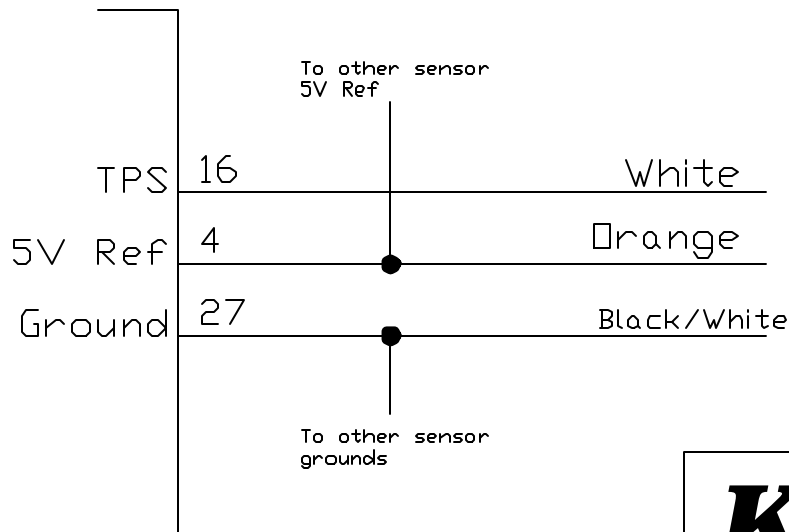 To other sensor
5V Ref
TPS 16 White
5V Ref 4 Orange
Ground 27 Black/White
To other sensor
grounds
K